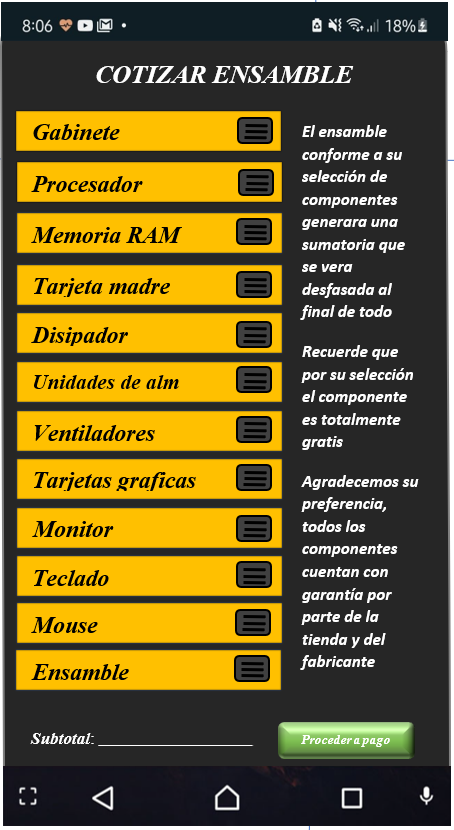 8:06 18%
COTIZAR ENSAMBLE
Gabinete
Procesador
Memoria RAM
Tarjeta madre
Disipador
Unidades de alm
Ventiladores
Tarjetas graficas
Monitor
Teclado
Mouse
Ensamble
El ensamble
conforme a su
selección de
componentes
generara una
sumatoria que
se vera
desfasada al
final de todo
Recuerde que
por su selección
el componente
es totalmente
gratis
Agradecemos su
preferencia,
todos los
componentes
cuentan con
garantía por
parte de la
tienda y del
fabricante
Subtotal: ___________________
Proceder a pago